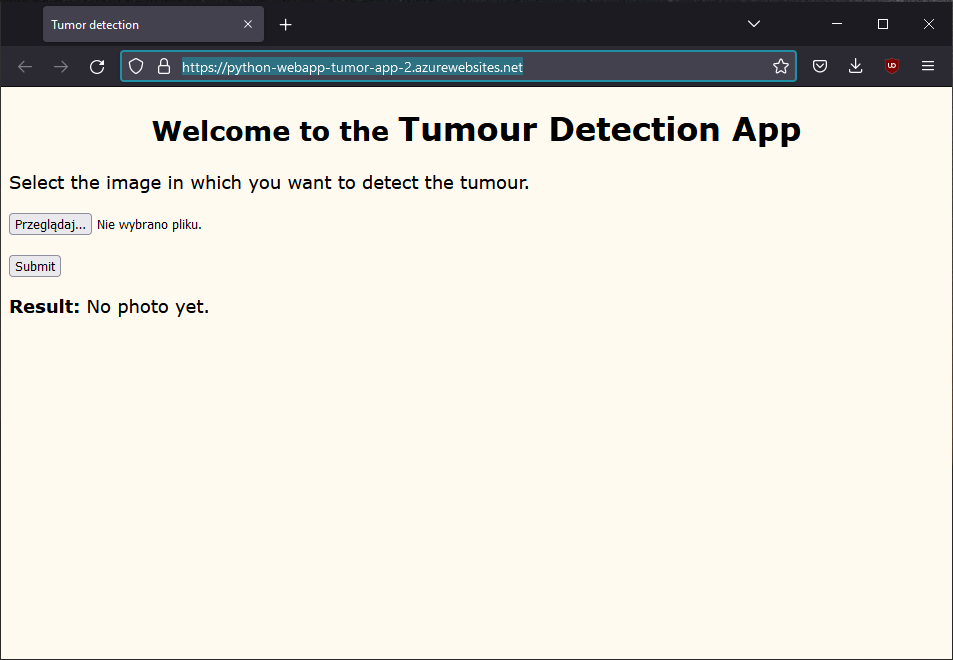 Tumor detection
https://python-webapp-tumor-app-2.azurewebsites.net
Welcome to the Tumour Detection App
Select the image in which you want to detect the tumour.
Przeglądaj... Nie wybrano pliku.
Submit
Result: No photo yet.